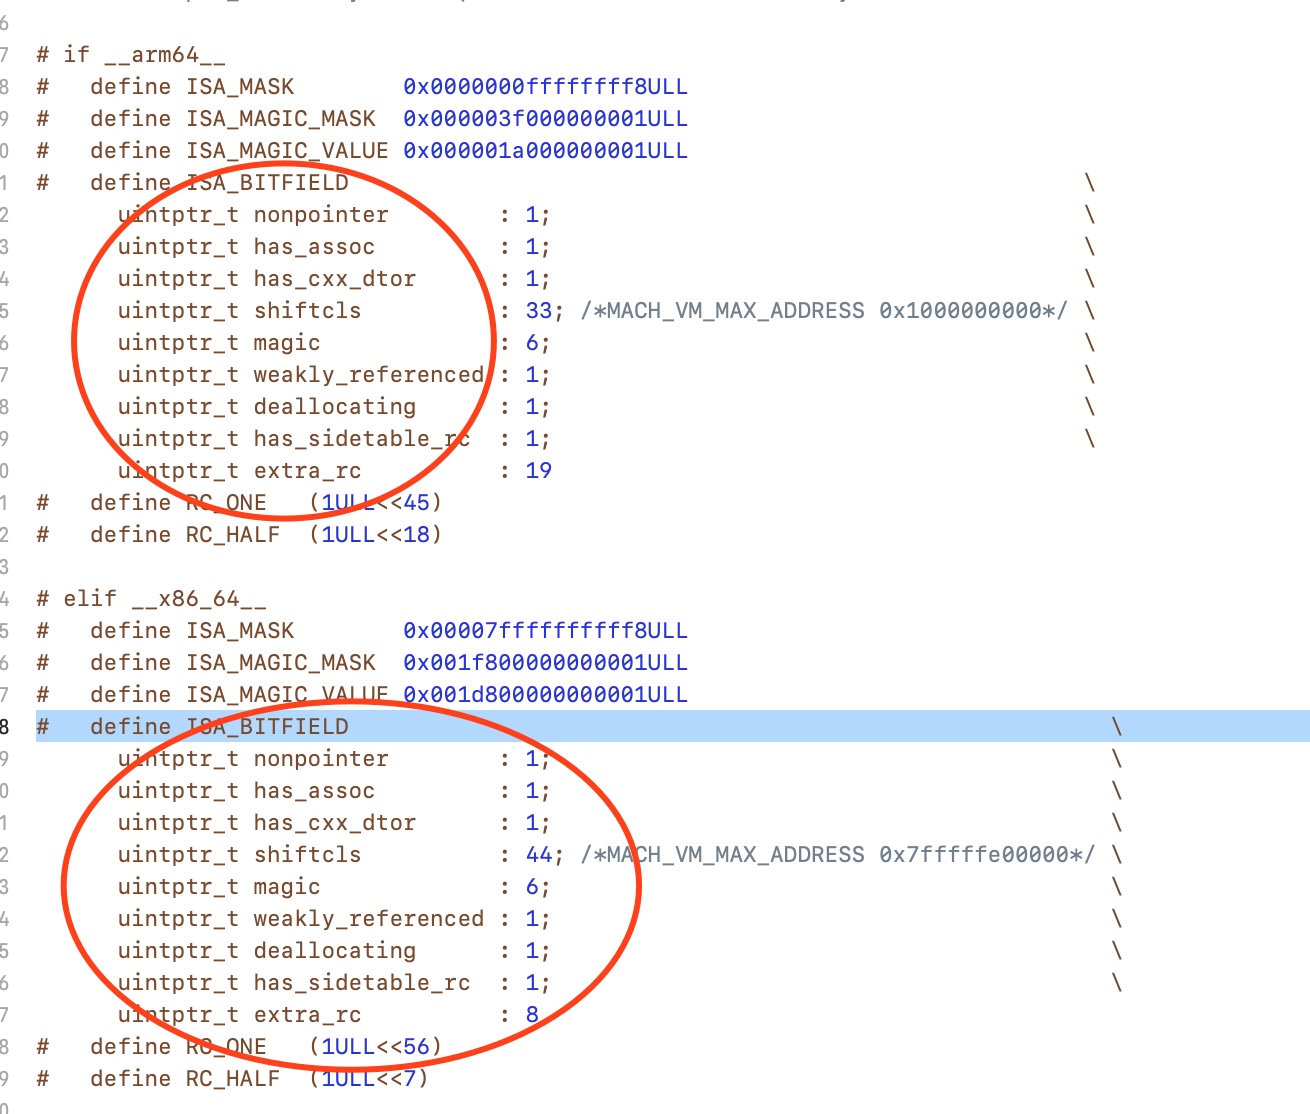 6
7 # if __arm64__
8 #   define ISA_MASK        0x0000000ffffffff8ULL
9 #   define ISA_MAGIC_MASK  0x000003f000000001ULL
0 #   define ISA_MAGIC_VALUE 0x000001a000000001ULL
1 #   define ISA_BITFIELD                                                      \
2       uintptr_t nonpointer        : 1;                                       \
3       uintptr_t has_assoc         : 1;                                       \
4       uintptr_t has_cxx_dtor      : 1;                                       \
5       uintptr_t shiftcls          : 33; /*MACH_VM_MAX_ADDRESS 0x1000000000*/ \
6       uintptr_t magic             : 6;                                       \
7       uintptr_t weakly_referenced : 1;                                       \
8       uintptr_t deallocating      : 1;                                       \
9       uintptr_t has_sidetable_rc  : 1;                                       \
0       uintptr_t extra_rc          : 19
1 #   define RC_ONE   (1ULL<<45)
2 #   define RC_HALF  (1ULL<<18)
3
4 # elif __x86_64__
5 #   define ISA_MASK        0x00007ffffffffff8ULL
6 #   define ISA_MAGIC_MASK  0x001f800000000001ULL
7 #   define ISA_MAGIC_VALUE 0x001d800000000001ULL
8 #   define ISA_BITFIELD                                                        \
9       uintptr_t nonpointer        : 1;                                         \
0       uintptr_t has_assoc         : 1;                                         \
1       uintptr_t has_cxx_dtor      : 1;                                         \
2       uintptr_t shiftcls          : 44; /*MACH_VM_MAX_ADDRESS 0x7fffffe00000*/ \
3       uintptr_t magic             : 6;                                         \
4       uintptr_t weakly_referenced : 1;                                         \
5       uintptr_t deallocating      : 1;                                         \
6       uintptr_t has_sidetable_rc  : 1;                                         \
7       uintptr_t extra_rc          : 8
8 #   define RC_ONE   (1ULL<<56)
9 #   define RC_HALF  (1ULL<<7)